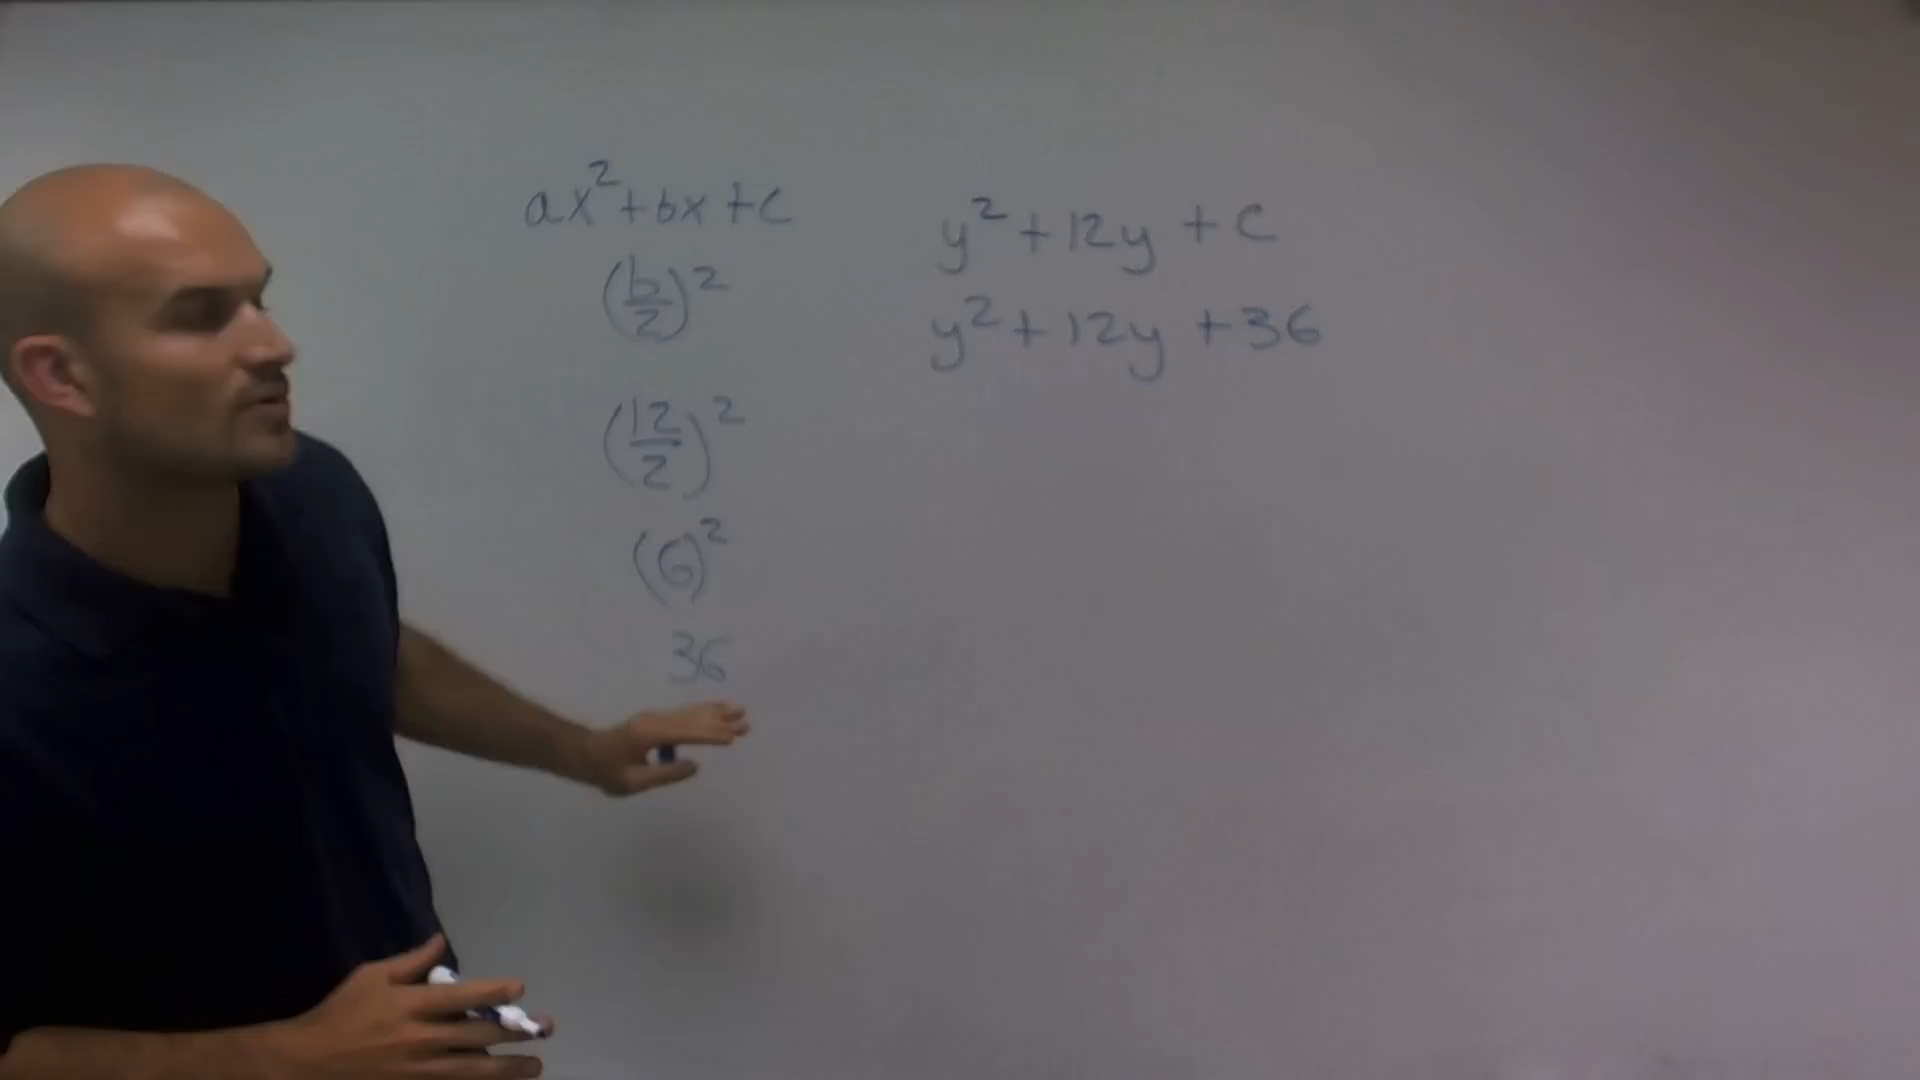 ax²+bx+c
(b/2)²
(12/2)²
(6)²
36
y²+12y+c
y²+12y+36